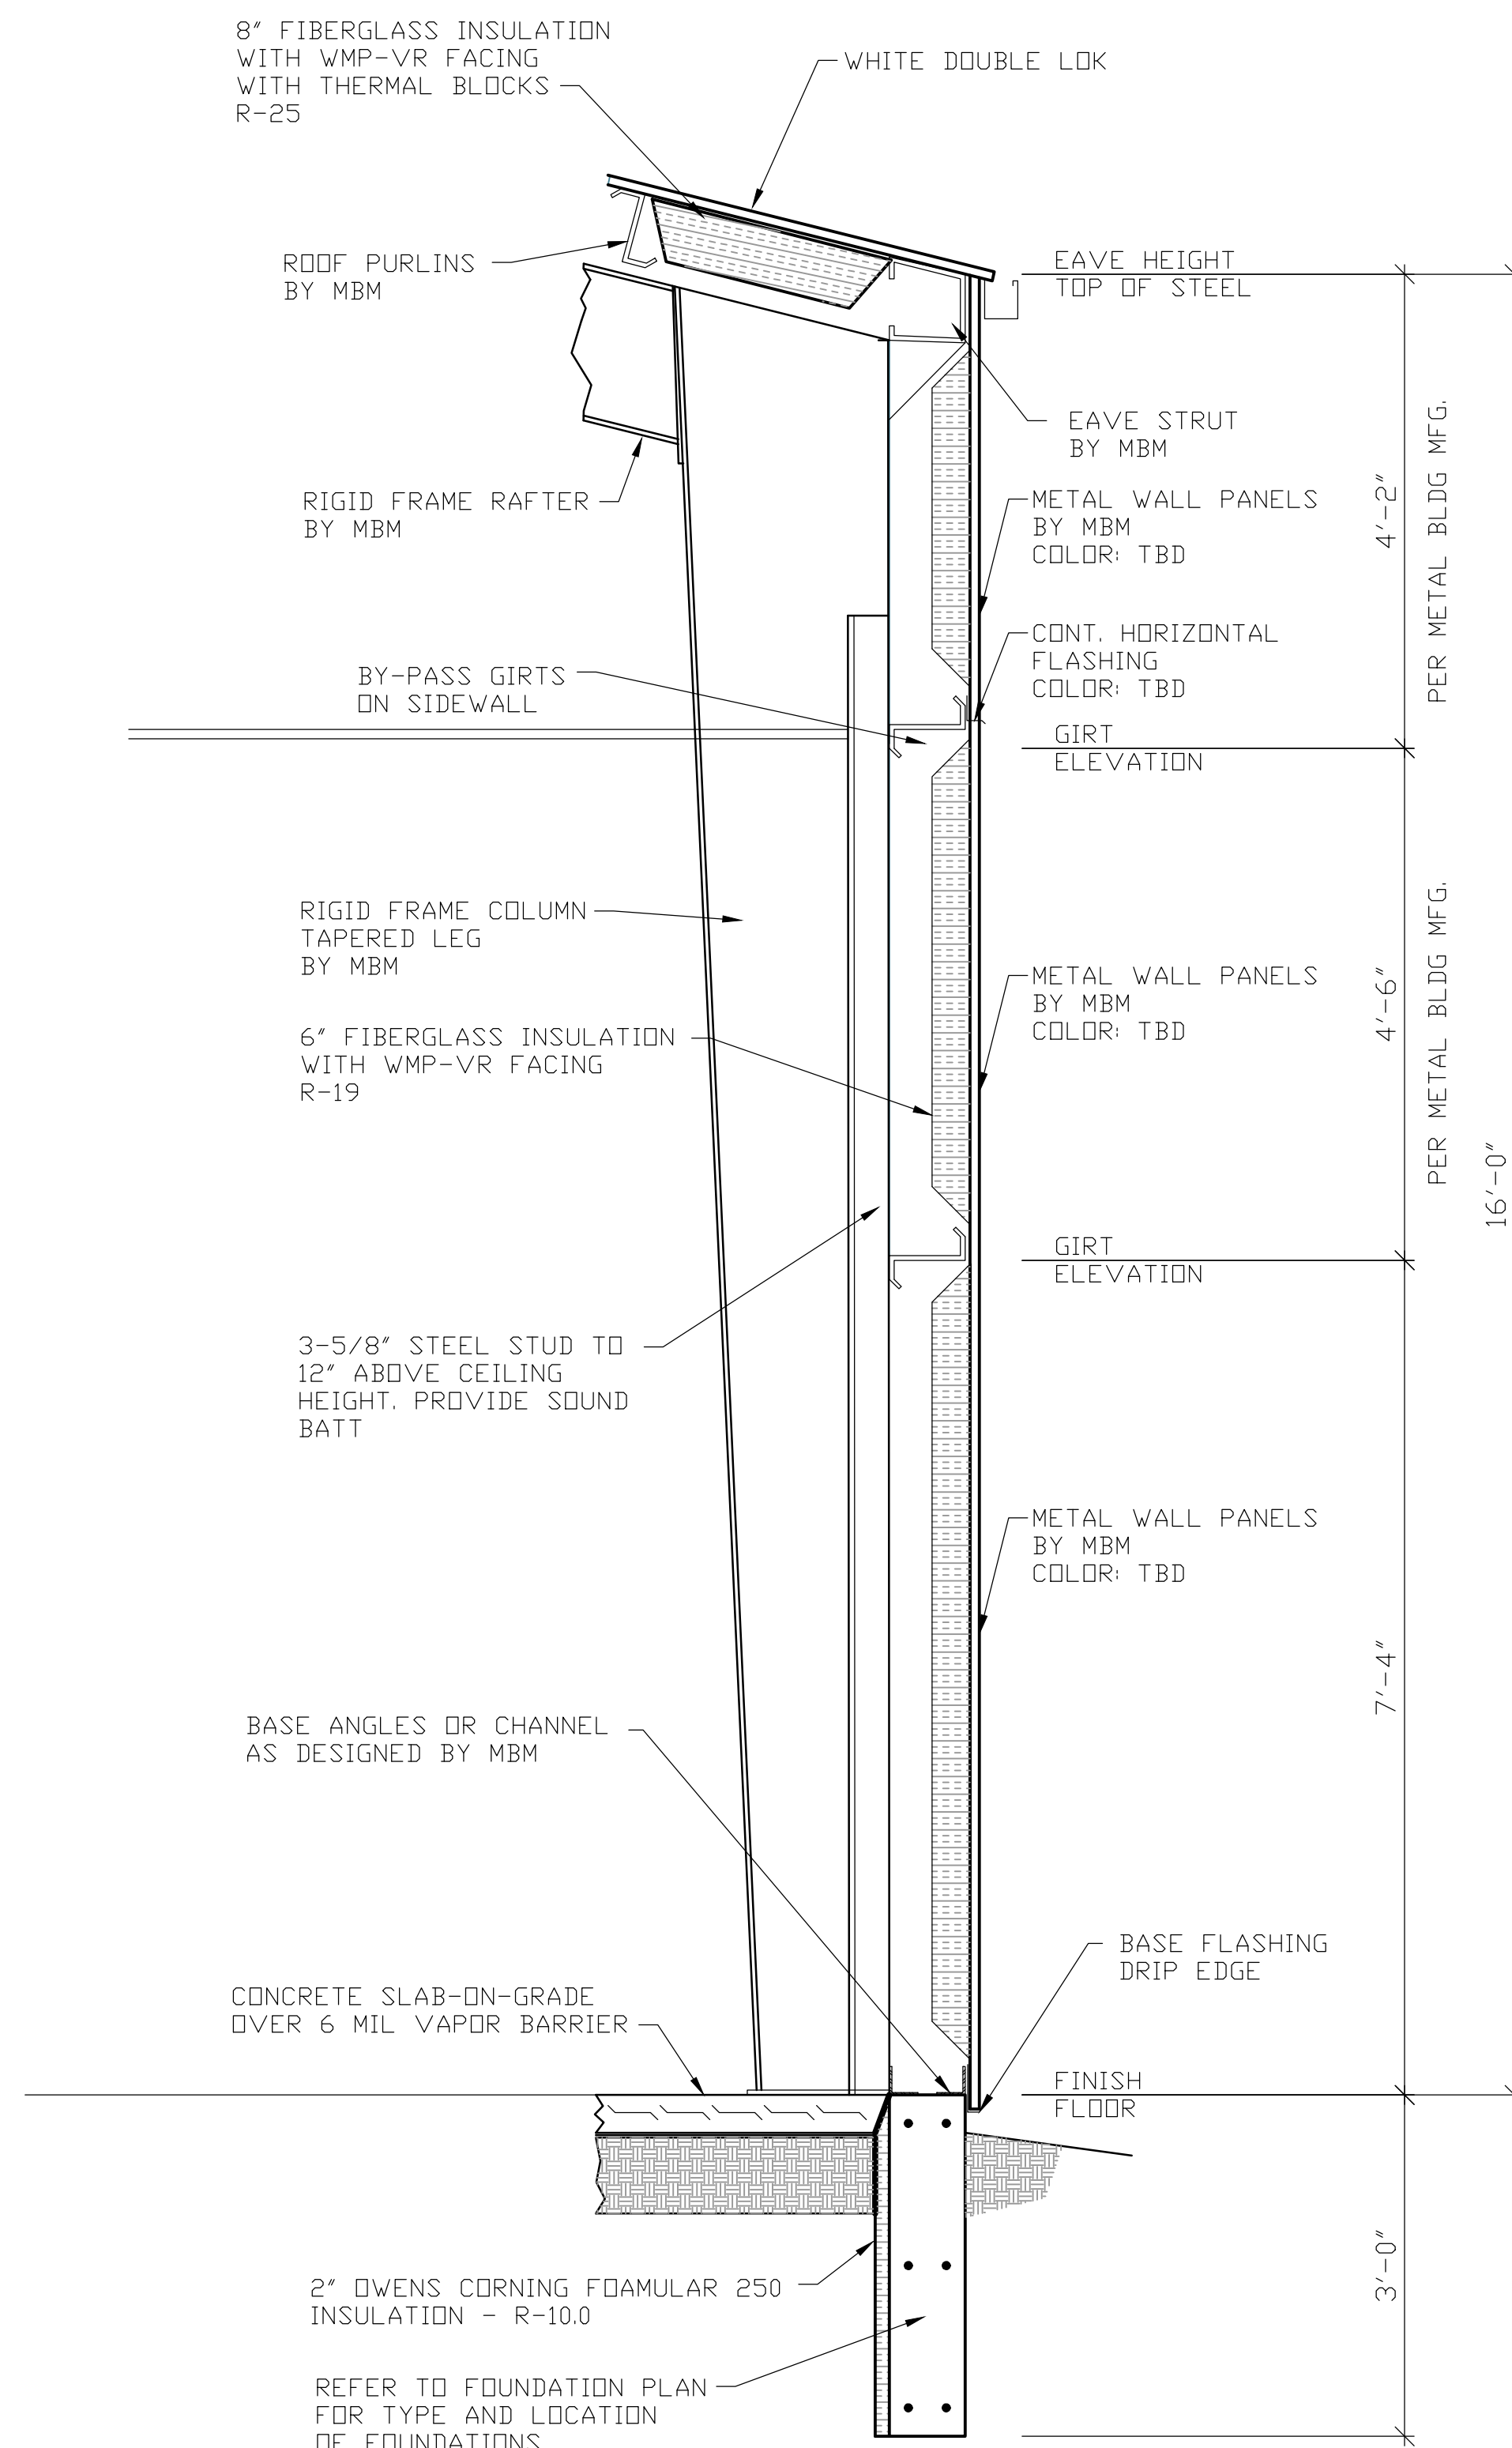 8" FIBERGLASS INSULATION
WITH WMP-VR FACING
WITH THERMAL BLOCKS
R-25
WHITE DOUBLE LOK
ROOF PURLINS
BY MBM
EAVE HEIGHT
TOP OF STEEL
EAVE STRUT
BY MBM
RIGID FRAME RAFTER
BY MBM
METAL WALL PANELS
BY MBM
COLOR: TBD
4'-2"
PER METAL BLDG MFG.
CONT. HORIZONTAL
FLASHING
COLOR: TBD
BY-PASS GIRTS
ON SIDEWALL
GIRT
ELEVATION
RIGID FRAME COLUMN
TAPERED LEG
BY MBM
METAL WALL PANELS
BY MBM
COLOR: TBD
4'-6"
PER METAL BLDG MFG.
6" FIBERGLASS INSULATION
WITH WMP-VR FACING
R-19
16'-0"
GIRT
ELEVATION
3-5/8" STEEL STUD TO
12" ABOVE CEILING
HEIGHT. PROVIDE SOUND
BATT
METAL WALL PANELS
BY MBM
COLOR: TBD
7'-4"
BASE ANGLES OR CHANNEL
AS DESIGNED BY MBM
BASE FLASHING
DRIP EDGE
CONCRETE SLAB-ON-GRADE
OVER 6 MIL VAPOR BARRIER
FINISH
FLOOR
3'-0"
2" OWENS CORNING FOAMULAR 250
INSULATION - R-10.0
REFER TO FOUNDATION PLAN
FOR TYPE AND LOCATION
OF FOUNDATIONS